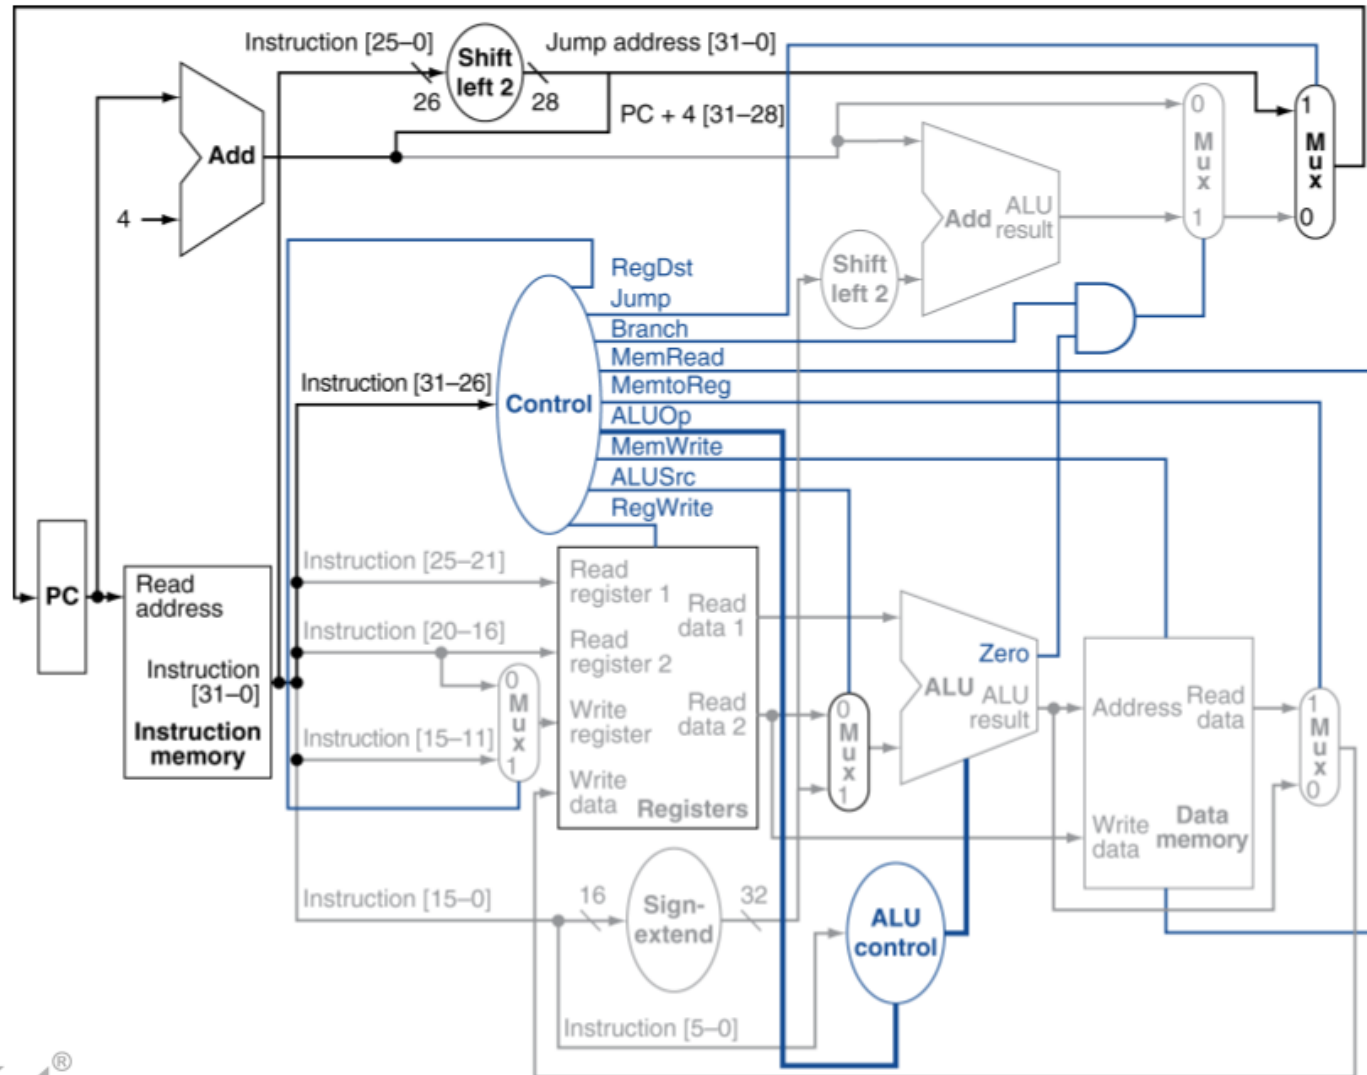 Instruction [25–0]
Shift
left 2
Jump address [31–0]
26
28
PC + 4 [31–28]
Add
4
0
M
u
x
1
1
M
u
x
0
Add
ALU
result
Shift
left 2
RegDst
Jump
Branch
MemRead
MemtoReg
ALUOp
MemWrite
ALUSrc
RegWrite
Instruction [31–26]
Control
PC
Read
address
Instruction
[31–0]
Instruction
memory
Instruction [25–21]
Instruction [20–16]
Instruction [15–11]
0
M
u
x
1
Read
register 1
Read
register 2
Write
register
Write
data
Read
data 1
Read
data 2
Registers
0
M
u
x
1
Zero
ALU
ALU
result
Address
Read
data
Write
data
Data
memory
1
M
u
x
0
Instruction [15–0]
16
Sign-
extend
32
ALU
control
Instruction [5–0]
®